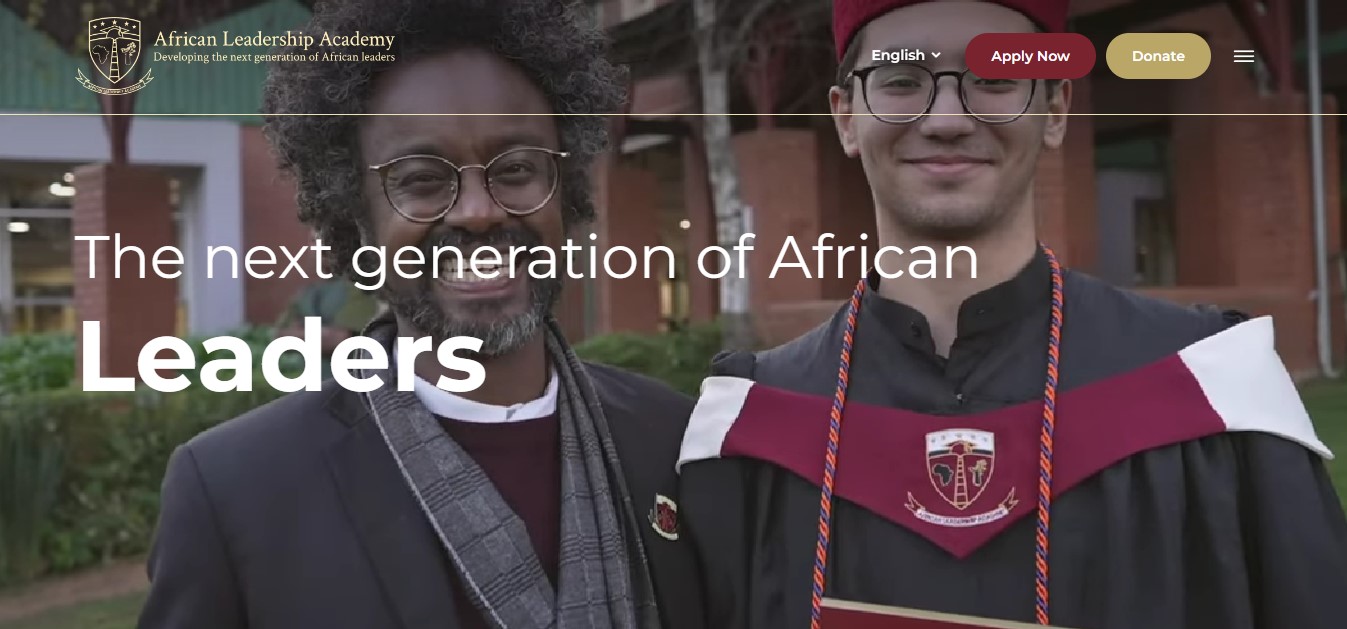 African Leadership Academy
Developing the next generation of African leaders
English
Apply Now
Donate
The next generation of African
Leaders